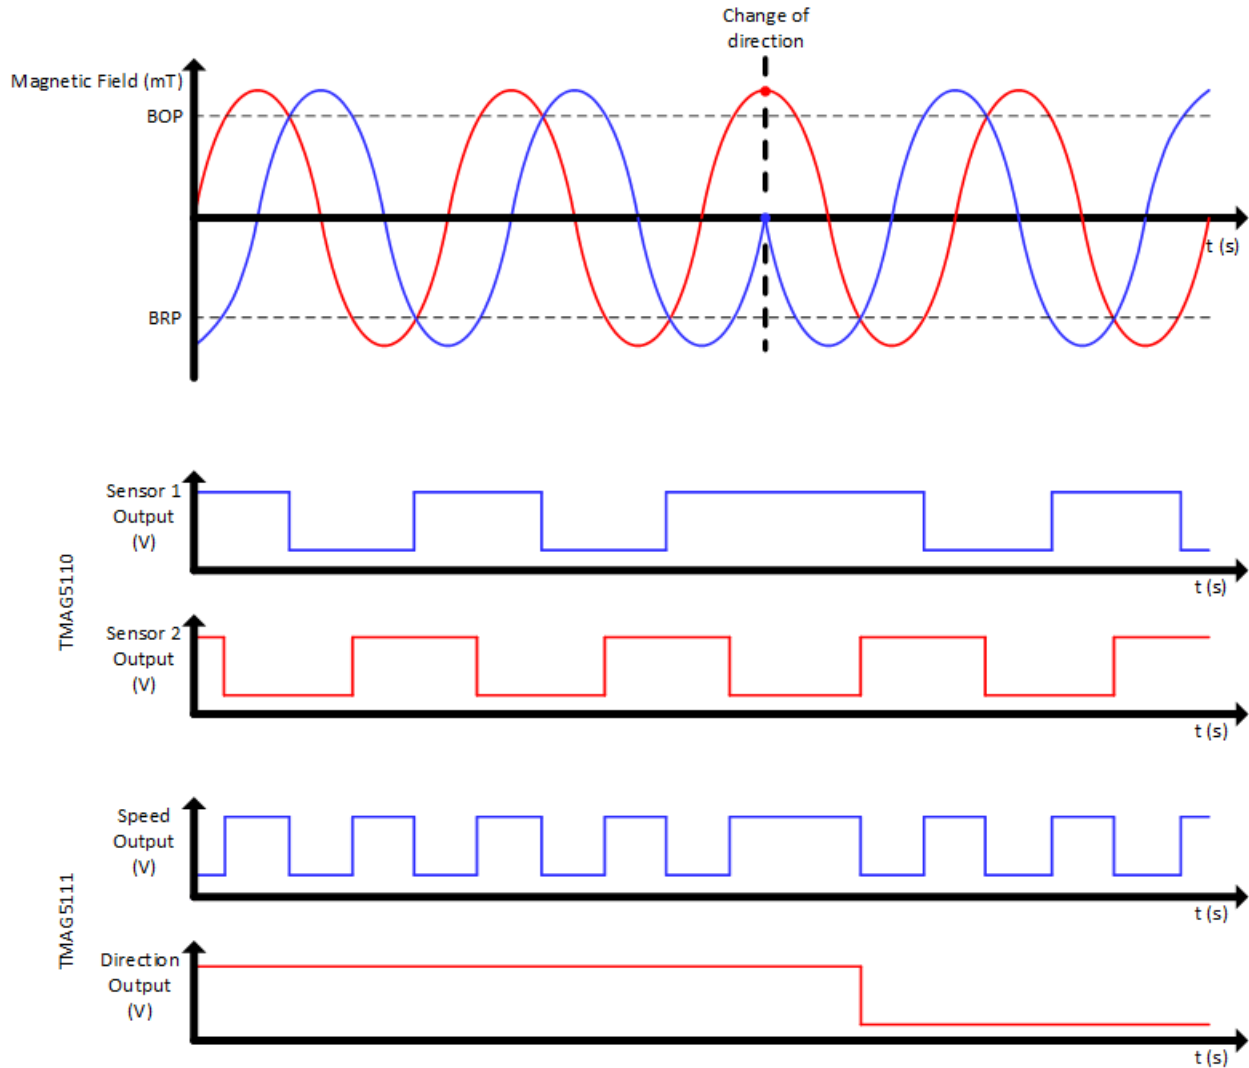 Change of
direction
Magnetic Field (mT)
BOP
BRP
t (s)
Sensor 1
Output
(V)
t (s)
TMAG5110
Sensor 2
Output
(V)
t (s)
Speed
Output
(V)
t (s)
TMAG5111
Direction
Output
(V)
t (s)